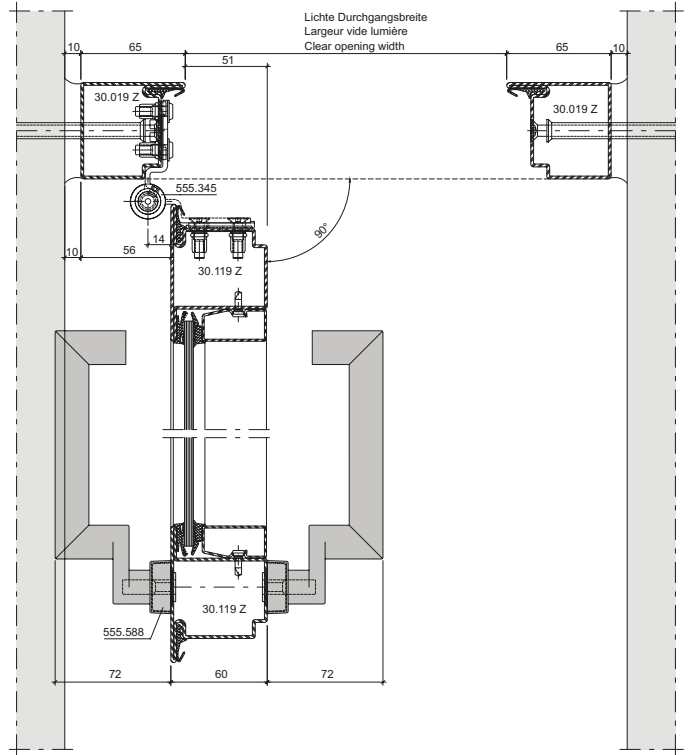 Lichte Durchgangsbreite
Largeur vide lumière
Clear opening width
10 65 51 65 10
30.019 Z 30.019 Z
555.345
14
10 56
90°
30.119 Z
30.119 Z
555.588
72 60 72